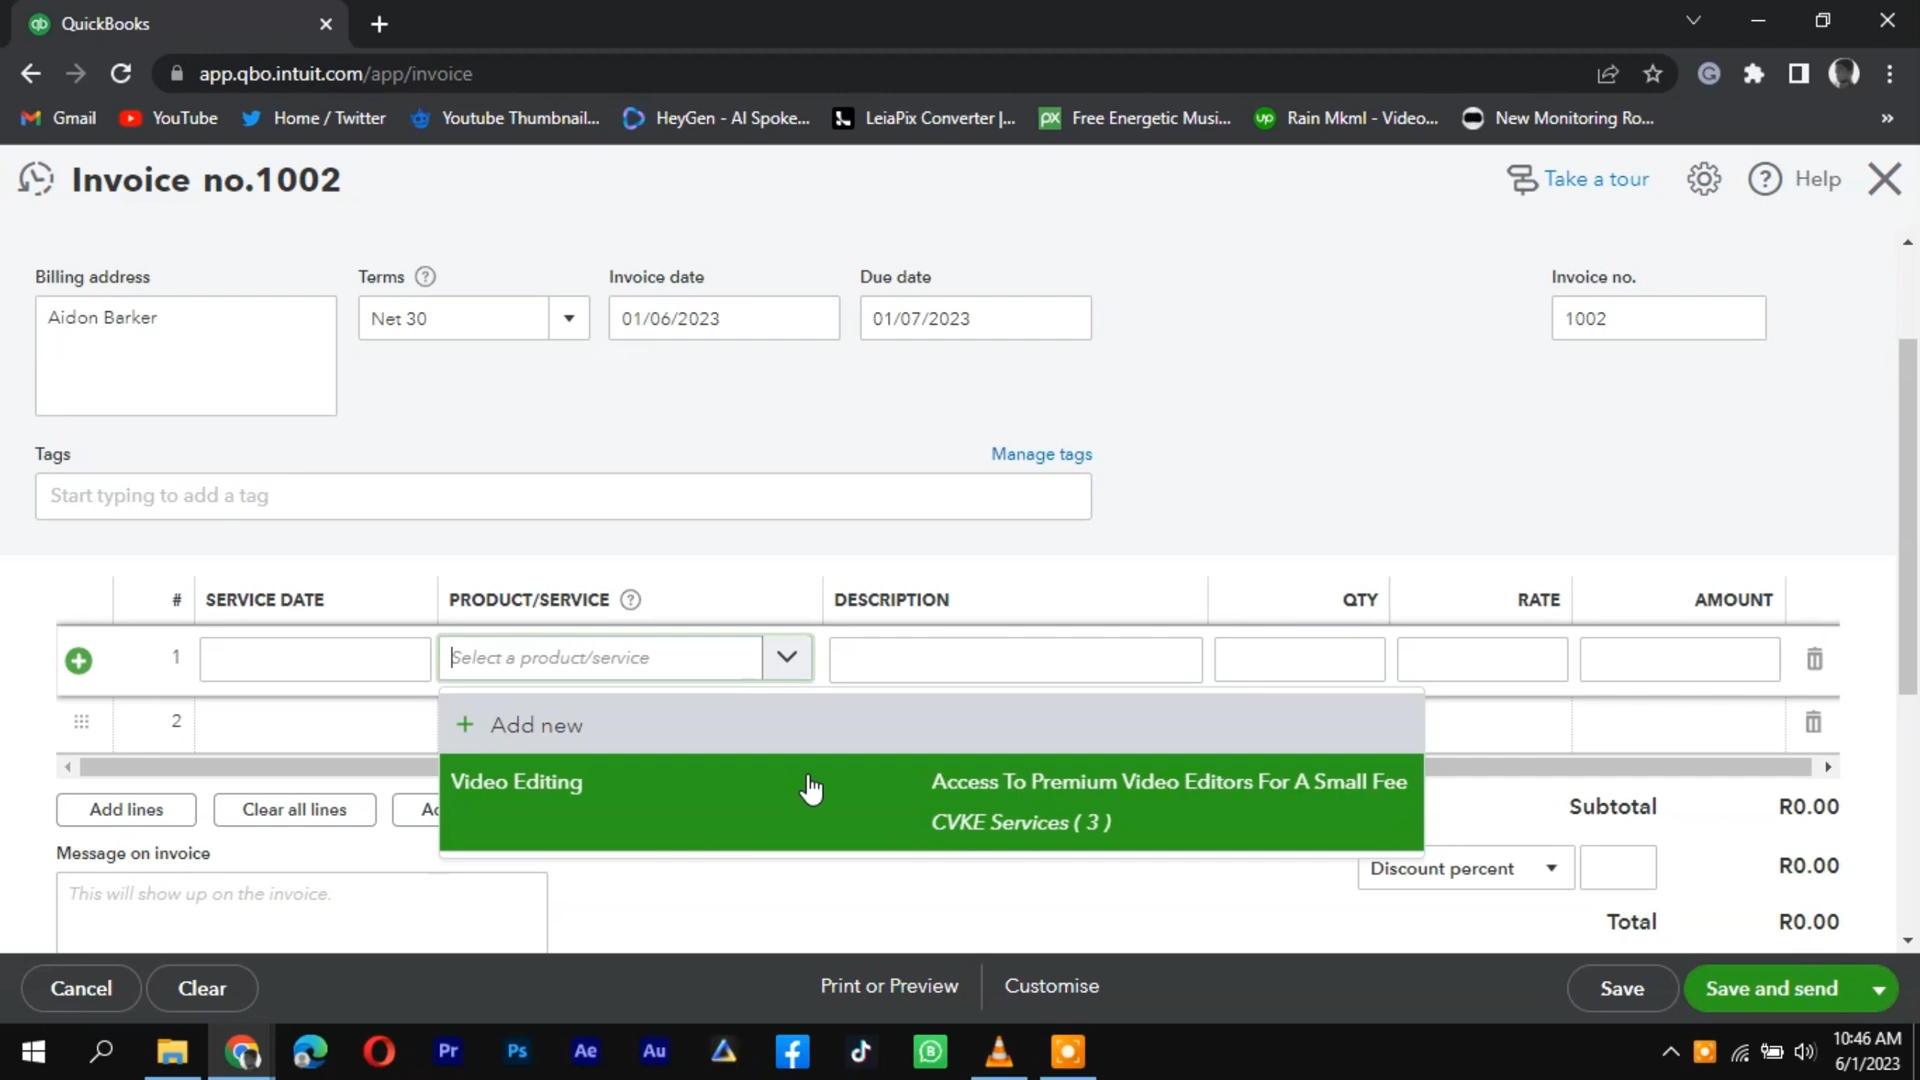 QuickBooks
app.qbo.intuit.com/app/invoice
Gmail YouTube Home / Twitter Youtube Thumbnail... HeyGen - AI Spoke... LeiaPix Converter |... Free Energetic Musi... Rain Mkml - Video... New Monitoring Ro... »
Invoice no.1002
Take a tour
Help
Billing address
Terms
Invoice date
Due date
Invoice no.
Aidon Barker
Net 30
01/06/2023
01/07/2023
1002
Tags
Manage tags
Start typing to add a tag
# SERVICE DATE PRODUCT/SERVICE DESCRIPTION QTY RATE AMOUNT
1 Select a product/service
2
+ Add new
Video Editing Access To Premium Video Editors For A Small Fee
CVKE Services ( 3 )
Add lines Clear all lines Ac
Subtotal R0.00
Message on invoice
This will show up on the invoice.
Discount percent R0.00
Total R0.00
Cancel Clear Print or Preview Customise Save Save and send
Pr Ps Ae Au
10:46 AM
6/1/2023